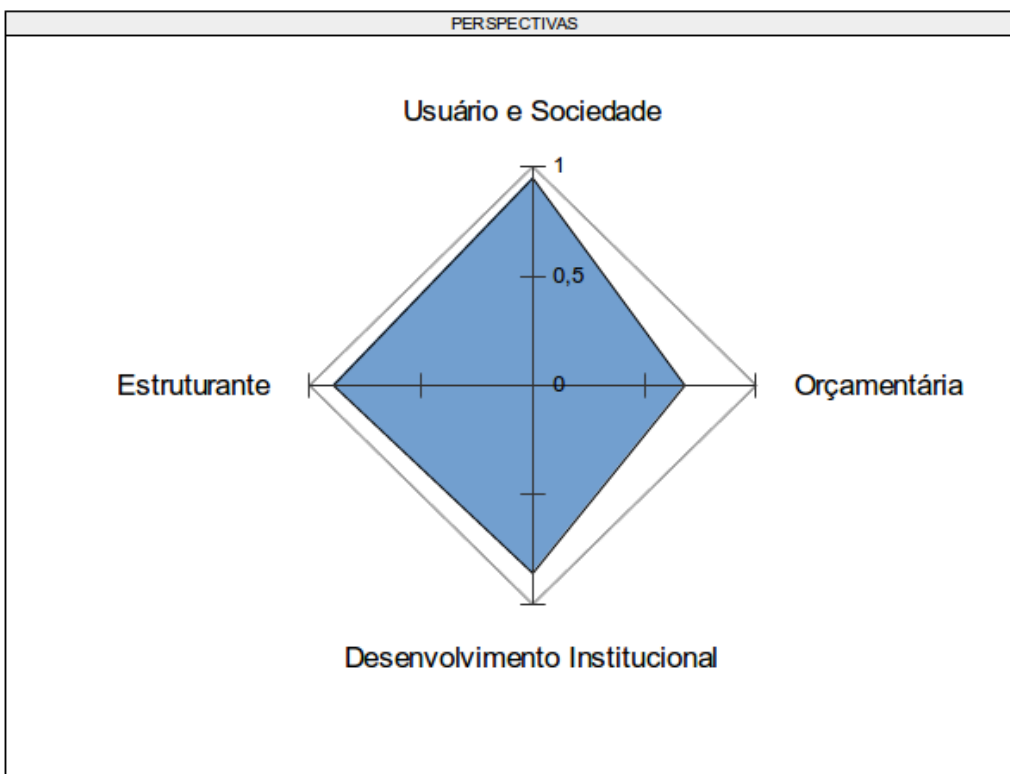 PERSPECTIVAS
Usuário e Sociedade
1
0,5
Estruturante
0
Orçamentária
Desenvolvimento Institucional